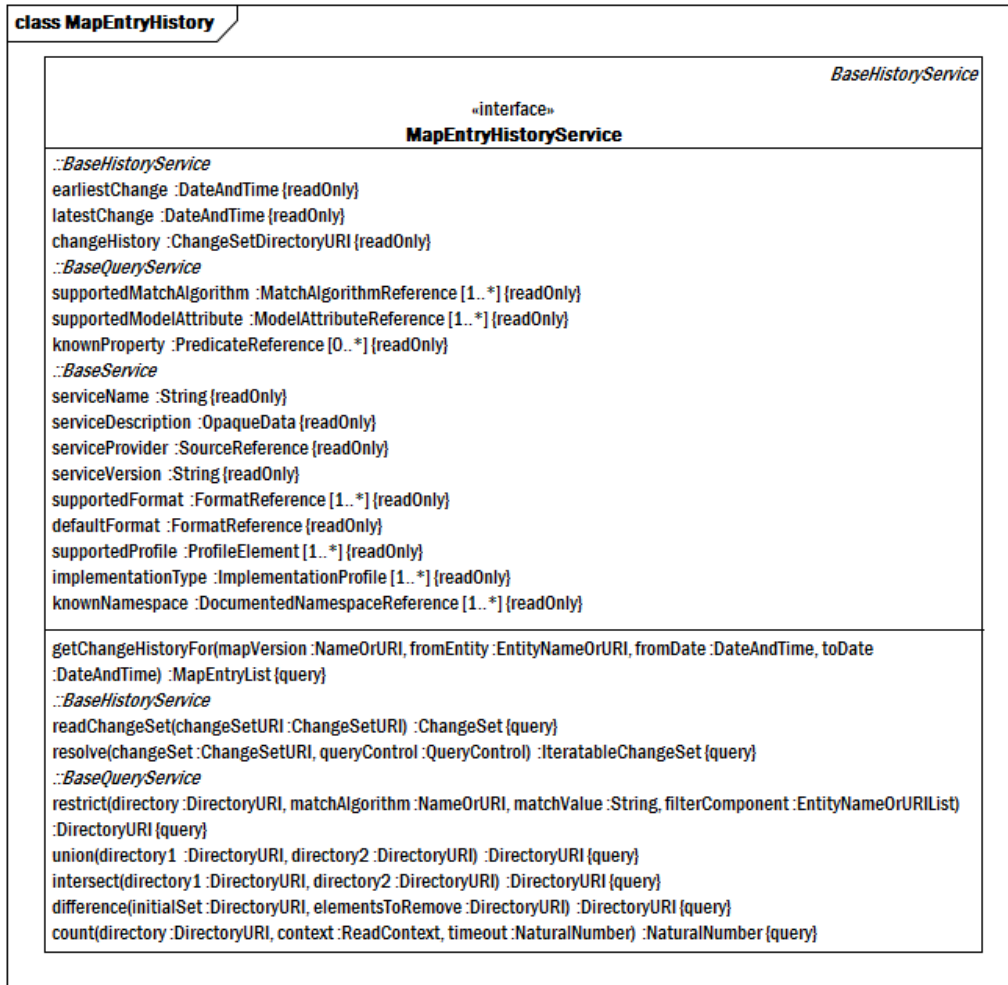 class MapEntryHistory
BaseHistoryService
«interface»
MapEntryHistoryService
::BaseHistoryService
earliestChange :DateAndTime {readOnly}
latestChange :DateAndTime {readOnly}
changeHistory :ChangeSetDirectoryURI {readOnly}
::BaseQueryService
supportedMatchAlgorithm :MatchAlgorithmReference [1..*] {readOnly}
supportedModelAttribute :ModelAttributeReference [1..*] {readOnly}
knownProperty :PredicateReference [0..*] {readOnly}
::BaseService
serviceName :String {readOnly}
serviceDescription :OpaqueData {readOnly}
serviceProvider :SourceReference {readOnly}
serviceVersion :String {readOnly}
supportedFormat :FormatReference [1..*] {readOnly}
defaultFormat :FormatReference {readOnly}
supportedProfile :ProfileElement [1..*] {readOnly}
implementationType :ImplementationProfile [1..*] {readOnly}
knownNamespace :DocumentedNamespaceReference [1..*] {readOnly}
getChangeHistoryFor(mapVersion :NameOrURI, fromEntity :EntityNameOrURI, fromDate :DateAndTime, toDate
:DateAndTime) :MapEntryList {query}
::BaseHistoryService
readChangeSet(changeSetURI :ChangeSetURI) :ChangeSet {query}
resolve(changeSet :ChangeSetURI, queryControl :QueryControl) :IteratableChangeSet {query}
::BaseQueryService
restrict(directory :DirectoryURI, matchAlgorithm :NameOrURI, matchValue :String, filterComponent :EntityNameOrURIList)
:DirectoryURI {query}
union(directory1 :DirectoryURI, directory2 :DirectoryURI) :DirectoryURI {query}
intersect(directory1 :DirectoryURI, directory2 :DirectoryURI) :DirectoryURI {query}
difference(initialSet :DirectoryURI, elementsToRemove :DirectoryURI) :DirectoryURI {query}
count(directory :DirectoryURI, context :ReadContext, timeout :NaturalNumber) :NaturalNumber {query}